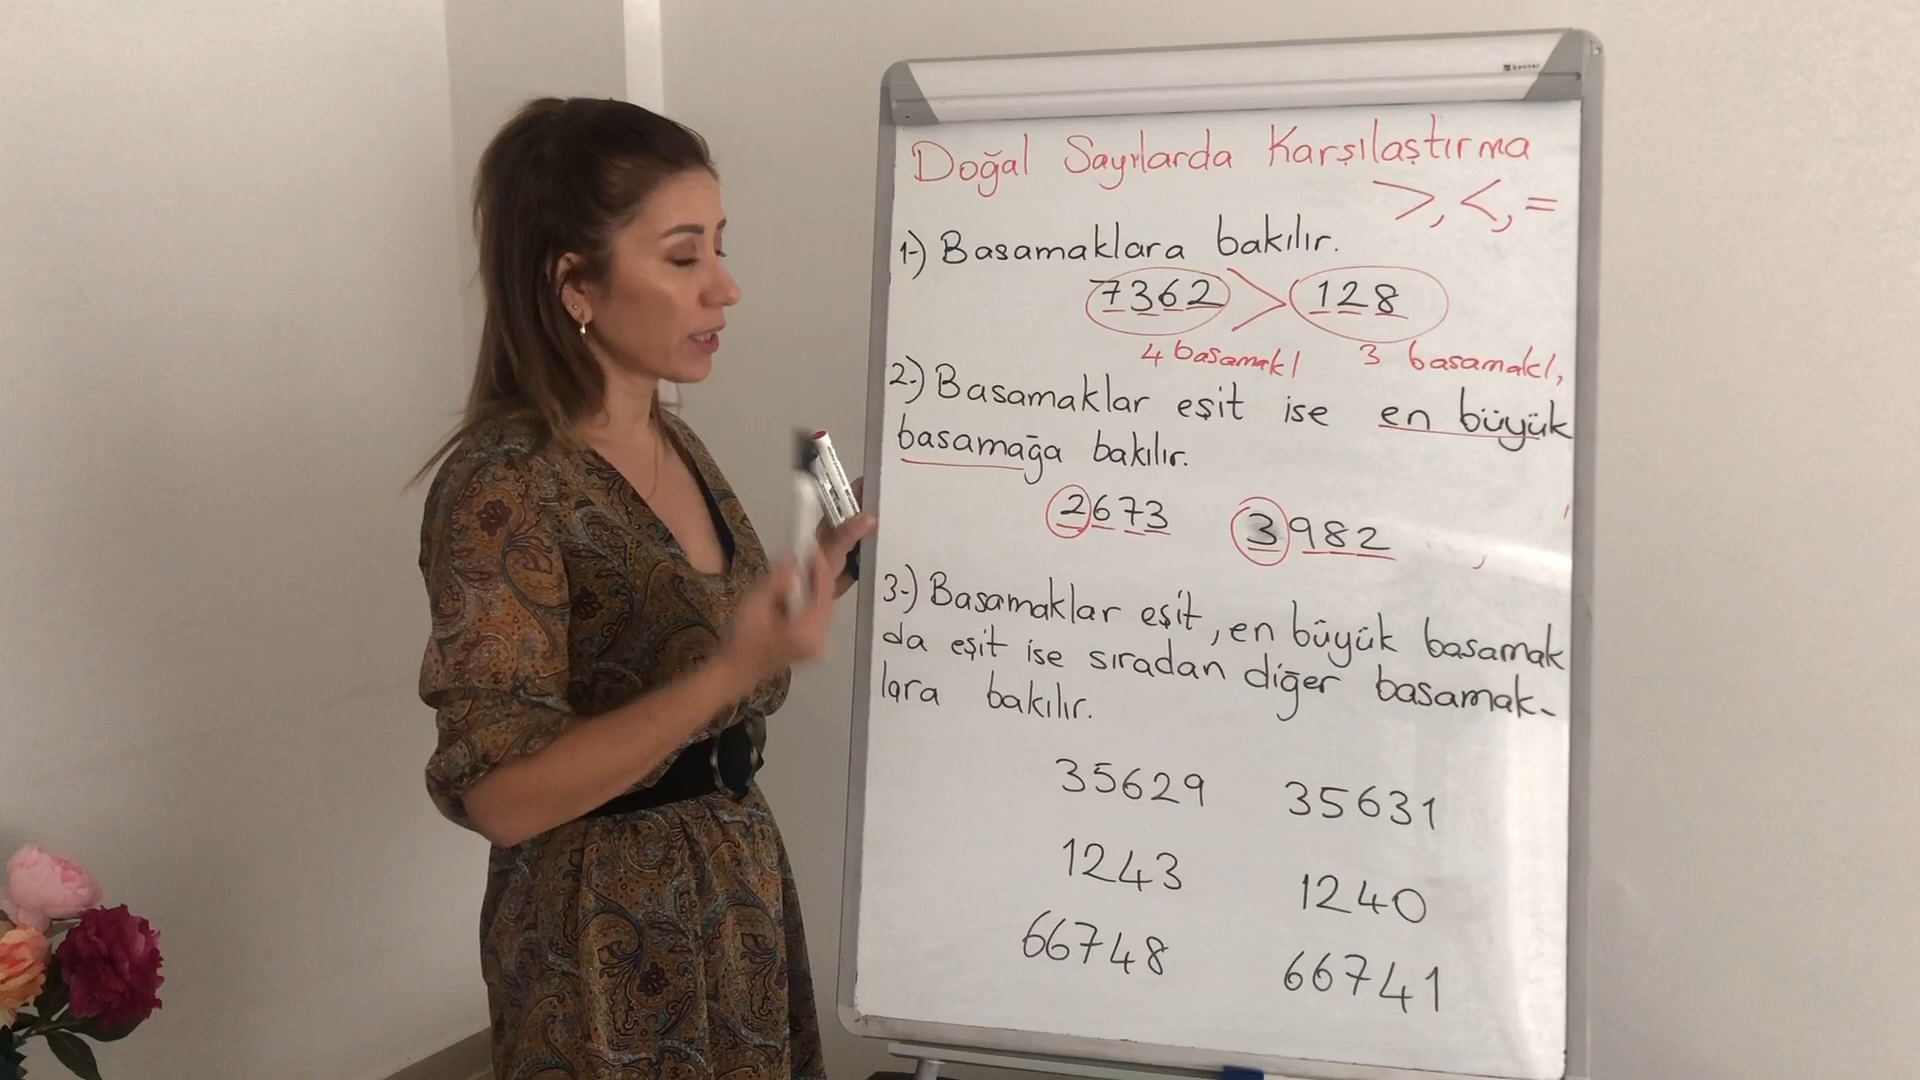 Doğal Sayılarda Karşılaştırma
>, <, =
1-) Basamaklara bakılır.
7362 > 128
4 basamakl 3 basamakl,
2-) Basamaklar eşit ise en büyük
basamağa bakılır.
2673 3982
3-) Basamaklar eşit, en büyük basamak
da eşit ise sıradan diğer basamak-
lara bakılır.
35629 35631
1243 1240
66748 66741